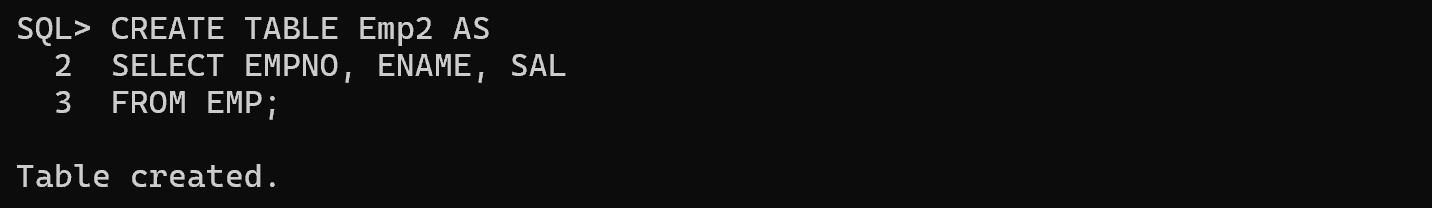 SQL> CREATE TABLE Emp2 AS
  2  SELECT EMPNO, ENAME, SAL
  3  FROM EMP;
Table created.